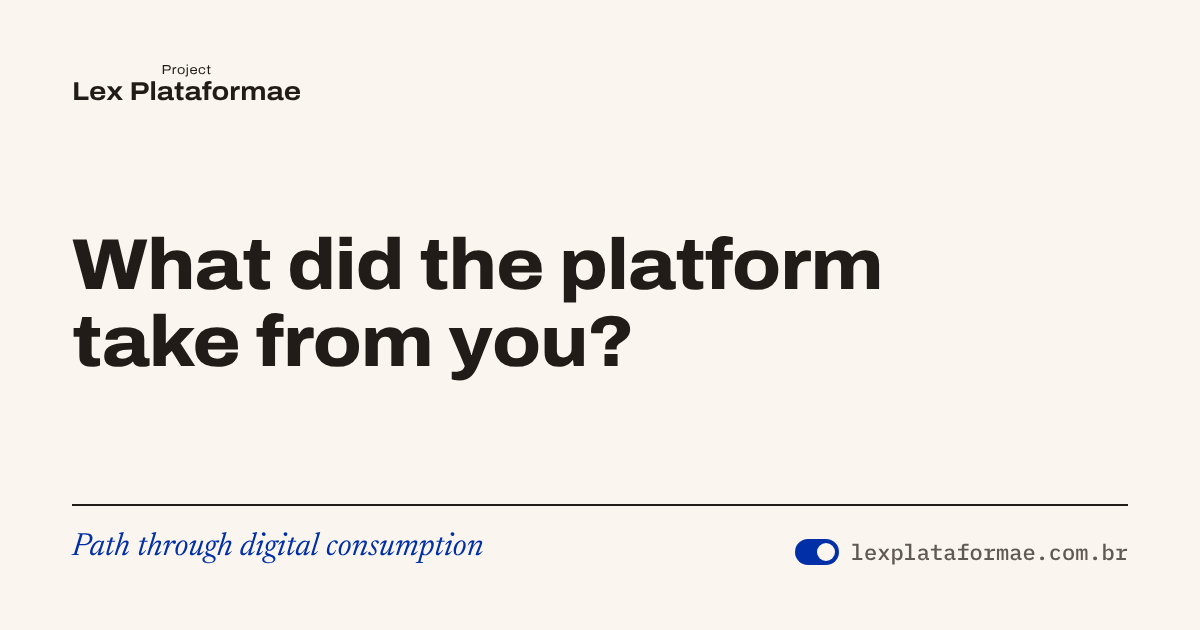 Project
Lex Plataformae
What did the platform
take from you?
Path through digital consumption
lexplataformae.com.br